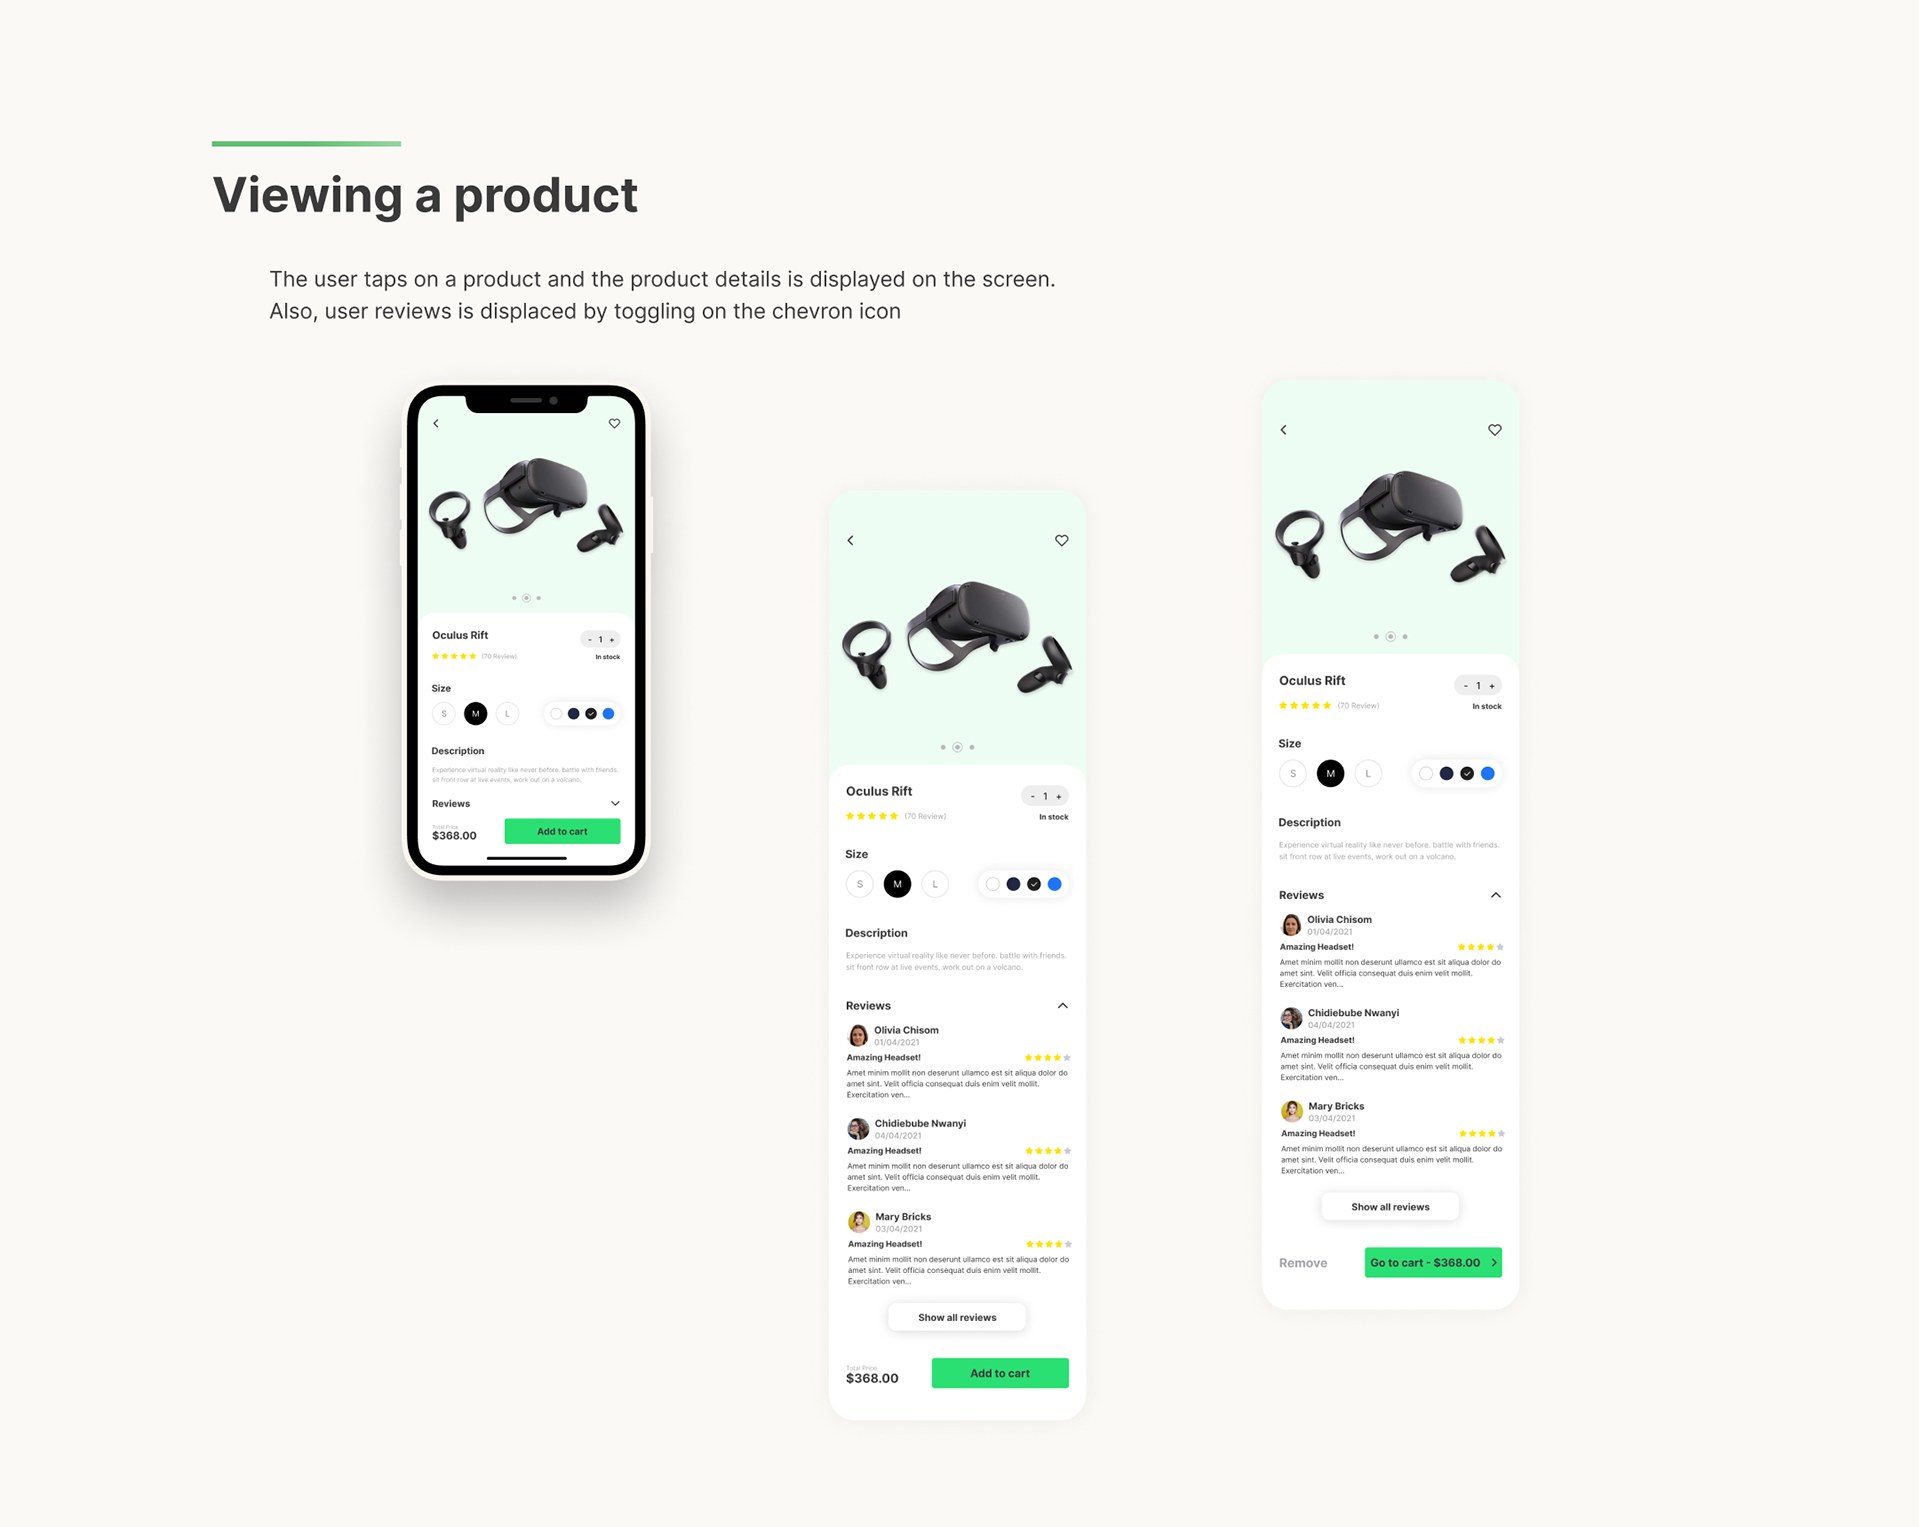 Viewing a product
The user taps on a product and the product details is displayed on the screen.
Also, user reviews is displaced by toggling on the chevron icon
Oculus Rift
- 1 +
(70 Review)
In stock
Size
S M L
Description
Experience virtual reality like never before. battle with friends.
sit front row at live events, work out on a volcano.
Reviews
Total Price
$368.00
Add to cart
Oculus Rift
- 1 +
(70 Review)
In stock
Size
S M L
Description
Experience virtual reality like never before. battle with friends.
sit front row at live events, work out on a volcano.
Reviews
Olivia Chisom
01/04/2021
Amazing Headset!
Amet minim mollit non deserunt ullamco est sit aliqua dolor do
amet sint. Velit officia consequat duis enim velit mollit.
Exercitation ven...
Chidiebube Nwanyi
04/04/2021
Amazing Headset!
Amet minim mollit non deserunt ullamco est sit aliqua dolor do
amet sint. Velit officia consequat duis enim velit mollit.
Exercitation ven...
Mary Bricks
03/04/2021
Amazing Headset!
Amet minim mollit non deserunt ullamco est sit aliqua dolor do
amet sint. Velit officia consequat duis enim velit mollit.
Exercitation ven...
Show all reviews
Total Price
$368.00
Add to cart
Oculus Rift
- 1 +
(70 Review)
In stock
Size
S M L
Description
Experience virtual reality like never before. battle with friends.
sit front row at live events, work out on a volcano.
Reviews
Olivia Chisom
01/04/2021
Amazing Headset!
Amet minim mollit non deserunt ullamco est sit aliqua dolor do
amet sint. Velit officia consequat duis enim velit mollit.
Exercitation ven...
Chidiebube Nwanyi
04/04/2021
Amazing Headset!
Amet minim mollit non deserunt ullamco est sit aliqua dolor do
amet sint. Velit officia consequat duis enim velit mollit.
Exercitation ven...
Mary Bricks
03/04/2021
Amazing Headset!
Amet minim mollit non deserunt ullamco est sit aliqua dolor do
amet sint. Velit officia consequat duis enim velit mollit.
Exercitation ven...
Show all reviews
Remove
Go to cart - $368.00